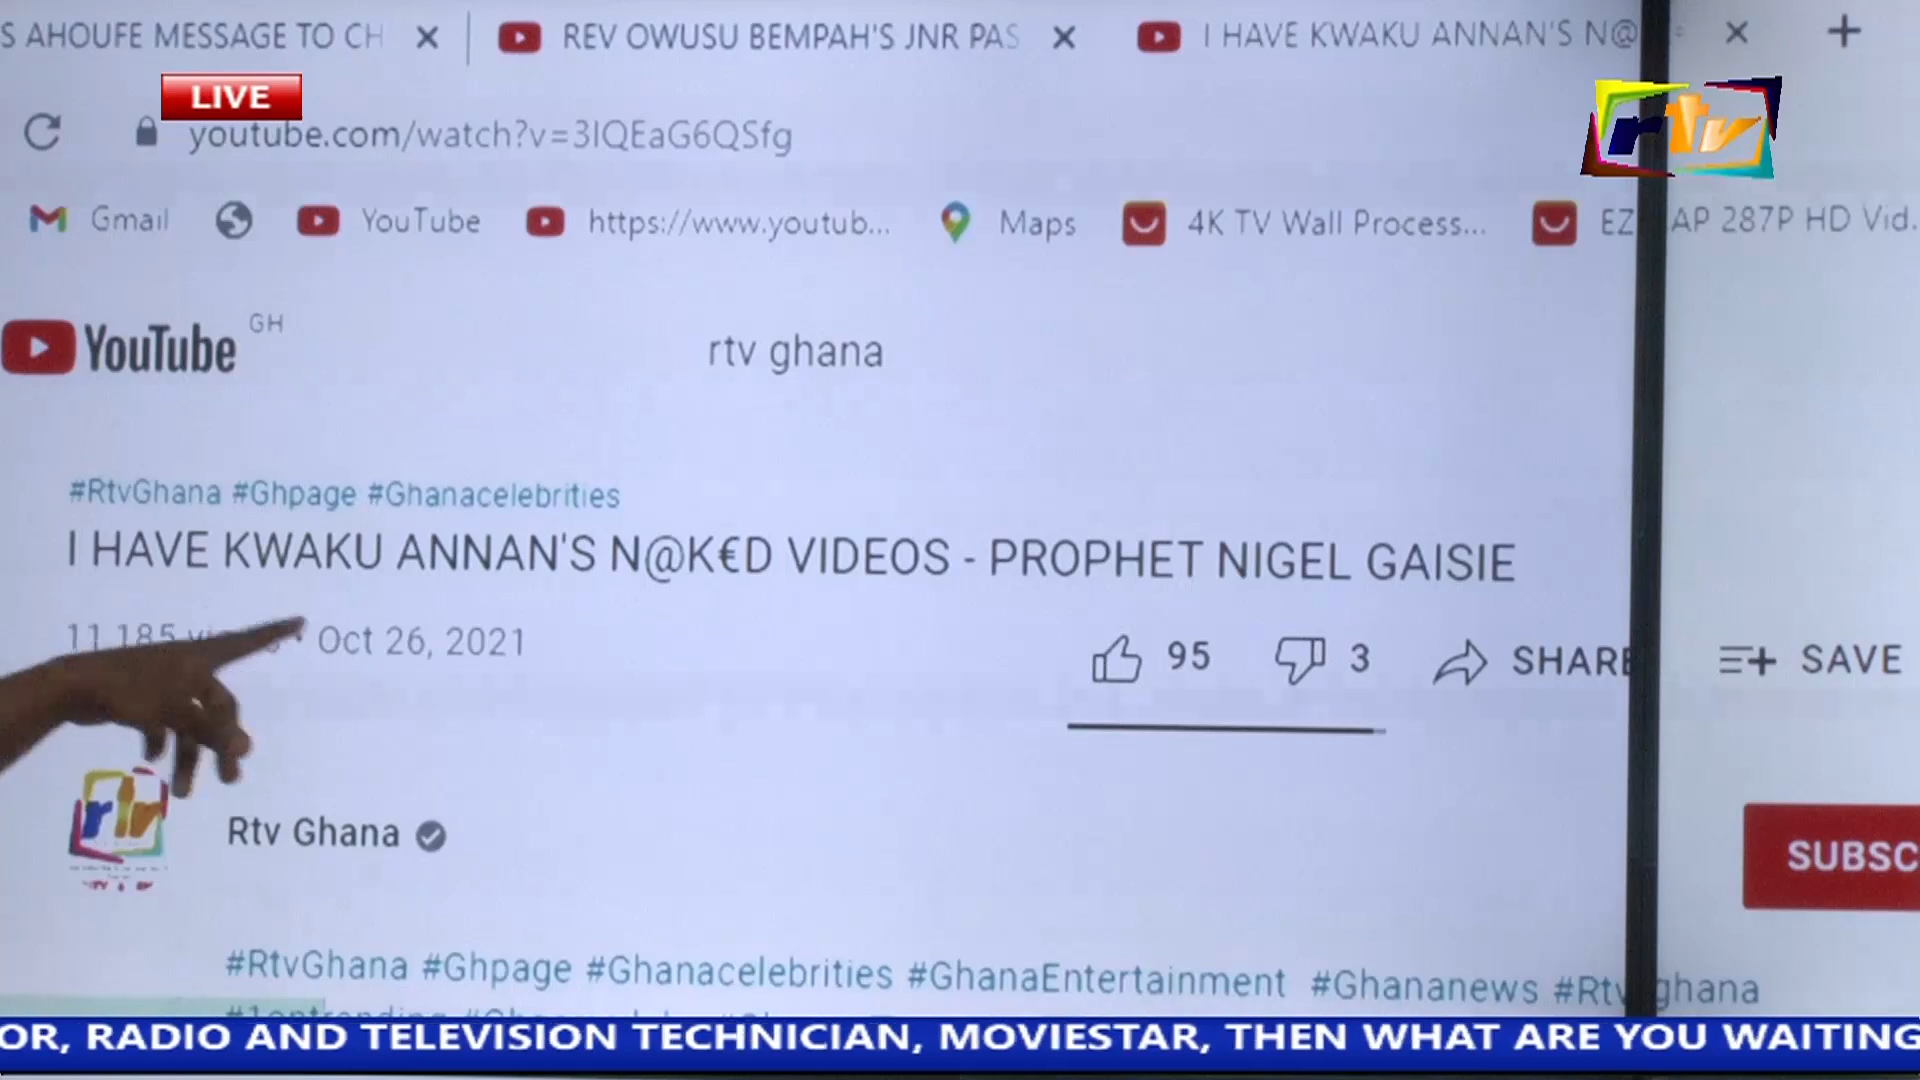 S AHOUFE MESSAGE TO CH
REV OWUSU BEMPAH'S JNR PAS
I HAVE KWAKU ANNAN'S N@
LIVE
rtv
youtube.com/watch?v=3IQEaG6QSfg
Gmail
YouTube
https://www.youtub...
Maps
4K TV Wall Process...
AP 287P HD Vid.
YouTube GH
rtv ghana
#RtvGhana #Ghpage #Ghanacelebrities
I HAVE KWAKU ANNAN'S N@K€D VIDEOS - PROPHET NIGEL GAISIE
11,185 Oct 26, 2021
95 3 SHARE SAVE
rtv
Rtv Ghana
SUBSC
#RtvGhana #Ghpage #Ghanacelebrities #GhanaEntertainment #Ghananews #Rtv ghana
OR, RADIO AND TELEVISION TECHNICIAN, MOVIESTAR, THEN WHAT ARE YOU WAITING